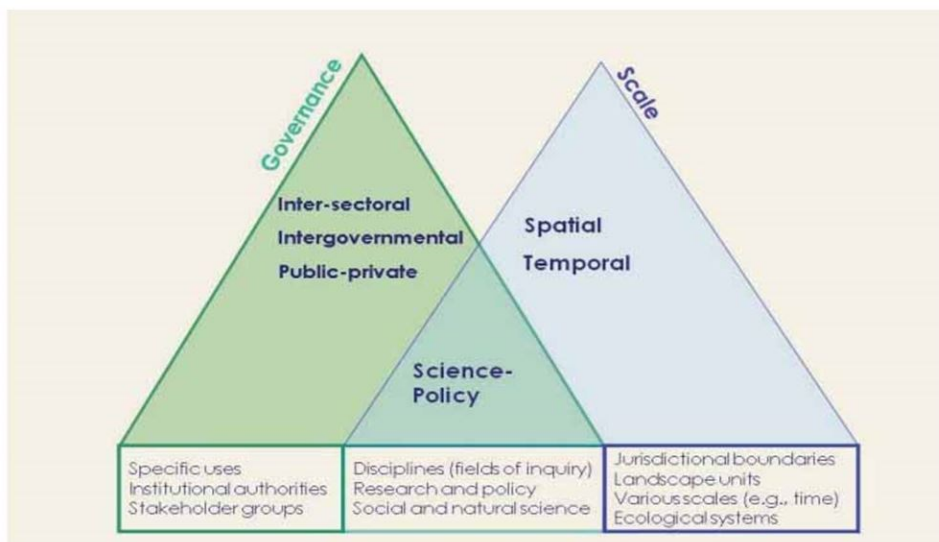 Governance
Scale
Inter-sectoral
Intergovernmental
Public-private
Spatial
Temporal
Science-
Policy
Specific uses
Institutional authorities
Stakeholder groups
Disciplines (fields of inquiry)
Research and policy
Social and natural science
Jurisdictional boundaries
Landscape units
Various scales (e.g., time)
Ecological systems